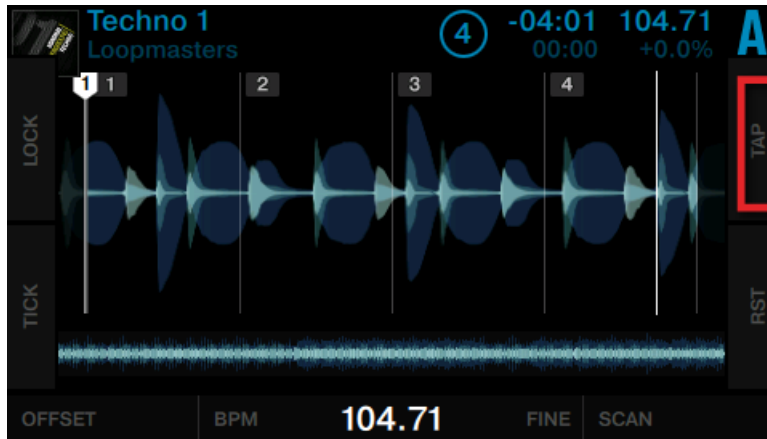 Techno 1
Loopmasters
4
-04:01 104.71
00:00 +0.0%
A
LOCK
TICK
1 1 2 3 4
TAP
RST
OFFSET BPM 104.71 FINE SCAN